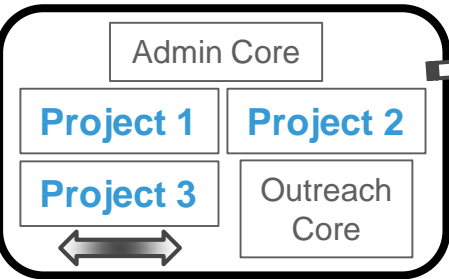 Admin Core
Project 1
Project 2
Project 3
Outreach
Core